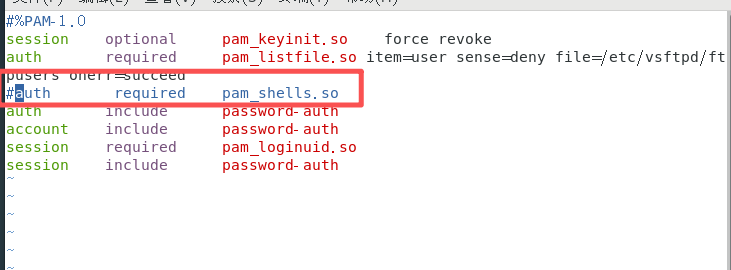 #%PAM-1.0
session    optional     pam_keyinit.so    force revoke
auth       required     pam_listfile.so item=user sense=deny file=/etc/vsftpd/ft
pusers onerr=succeed
#auth       required    pam_shells.so
auth       include      password-auth
account    include      password-auth
session    required     pam_loginuid.so
session    include      password-auth
~
~
~
~
~